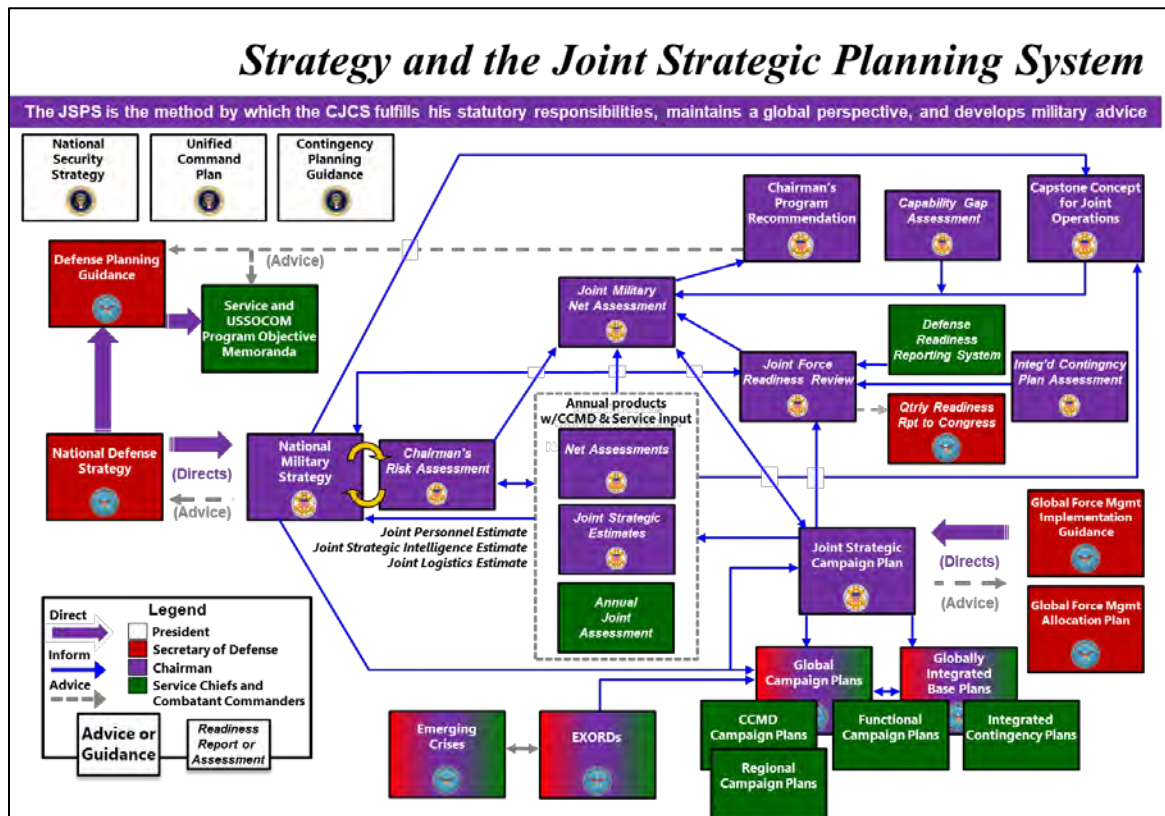 Strategy and the Joint Strategic Planning System
The JSPS is the method by which the CJCS fulfills his statutory responsibilities, maintains a global perspective, and develops military advice
National
Security
Strategy
Unified
Command
Plan
Contingency
Planning
Guidance
Chairman's
Program
Recommendation
Capability Gap
Assessment
Capstone Concept
for Joint
Operations
Defense Planning
Guidance
(Advice)
Service and
USSOCOM
Program Objective
Memoranda
Joint Military
Net Assessment
Defense
Readiness
Reporting System
Joint Force
Readiness Review
Integ'd Contingncy
Plan Assessment
Qtrly Readiness
Rpt to Congress
National Defense
Strategy
(Directs)
(Advice)
National
Military
Strategy
Chairman's
Risk Assessment
Annual products
w/CCMD & Service input
Net Assessments
Joint Strategic
Estimates
Annual
Joint
Assessment
Joint Personnel Estimate
Joint Strategic Intelligence Estimate
Joint Logistics Estimate
Joint Strategic
Campaign Plan
(Directs)
(Advice)
Global Force Mgmt
Implementation
Guidance
Global Force Mgmt
Allocation Plan
Legend
Direct
Inform
Advice
President
Secretary of Defense
Chairman
Service Chiefs and
Combatant Commanders
Advice or
Guidance
Readiness
Report or
Assessment
Emerging
Crises
EXORDs
Global
Campaign Plans
Globally
Integrated
Base Plans
CCMD
Campaign Plans
Regional
Campaign Plans
Functional
Campaign Plans
Integrated
Contingency Plans